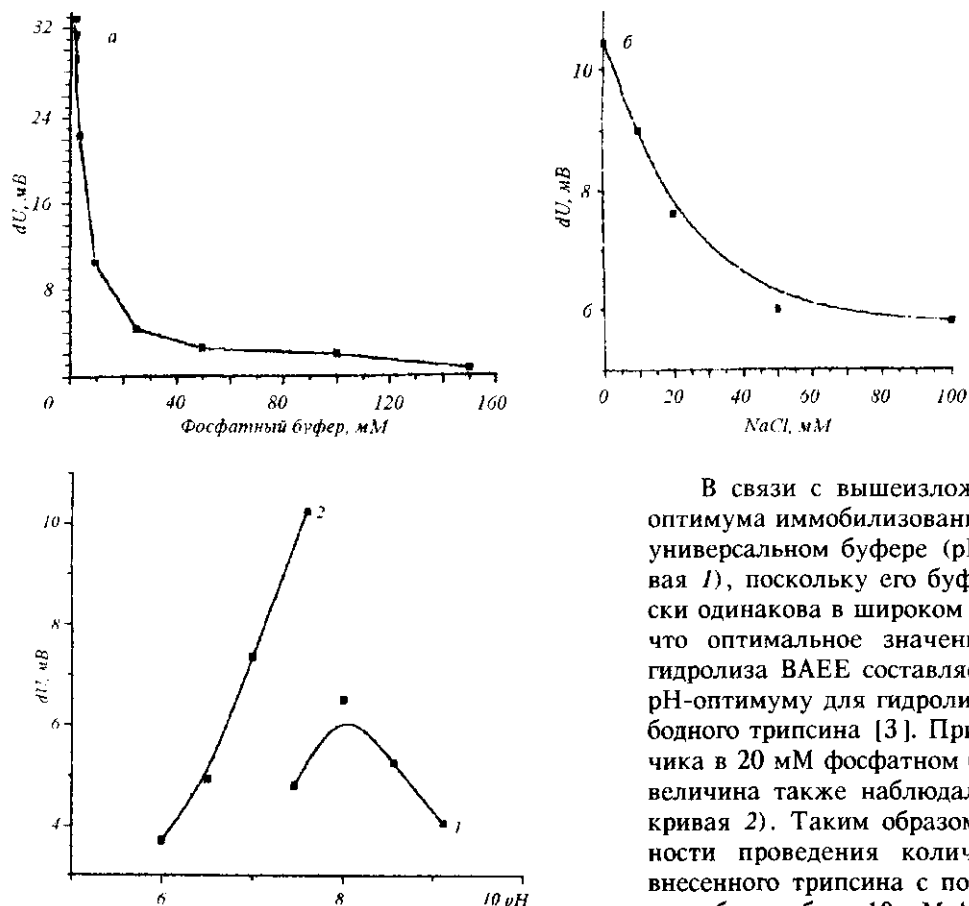 32
24
16
8
0
dU, мВ
а
40 80 120 160
Фосфатный буфер, мМ
10
8
6
dU, мВ
б
0 20 40 60 80 100
NaCl, мМ
10
8
6
4
dU, мВ
2
1
6 8 10 pH
В связи с вышеизлож
оптимума иммобилизовани
универсальном буфере (pI
вая 1), поскольку его буф
ски одинакова в широком
что оптимальное значени
гидролиза BAEE составляе
pH-оптимуму для гидроли
бодного трипсина [3]. При
чика в 20 мМ фосфатном
величина также наблюдал
кривая 2). Таким образом
ности проведения колич
внесенного трипсина с по